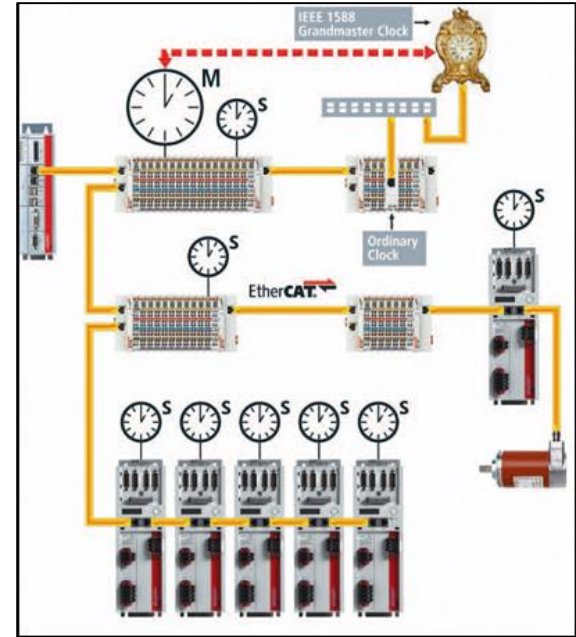 IEEE 1588
Grandmaster Clock
M
S
Ordinary
Clock
S
S
EtherCAT.
S
S
S
S
S